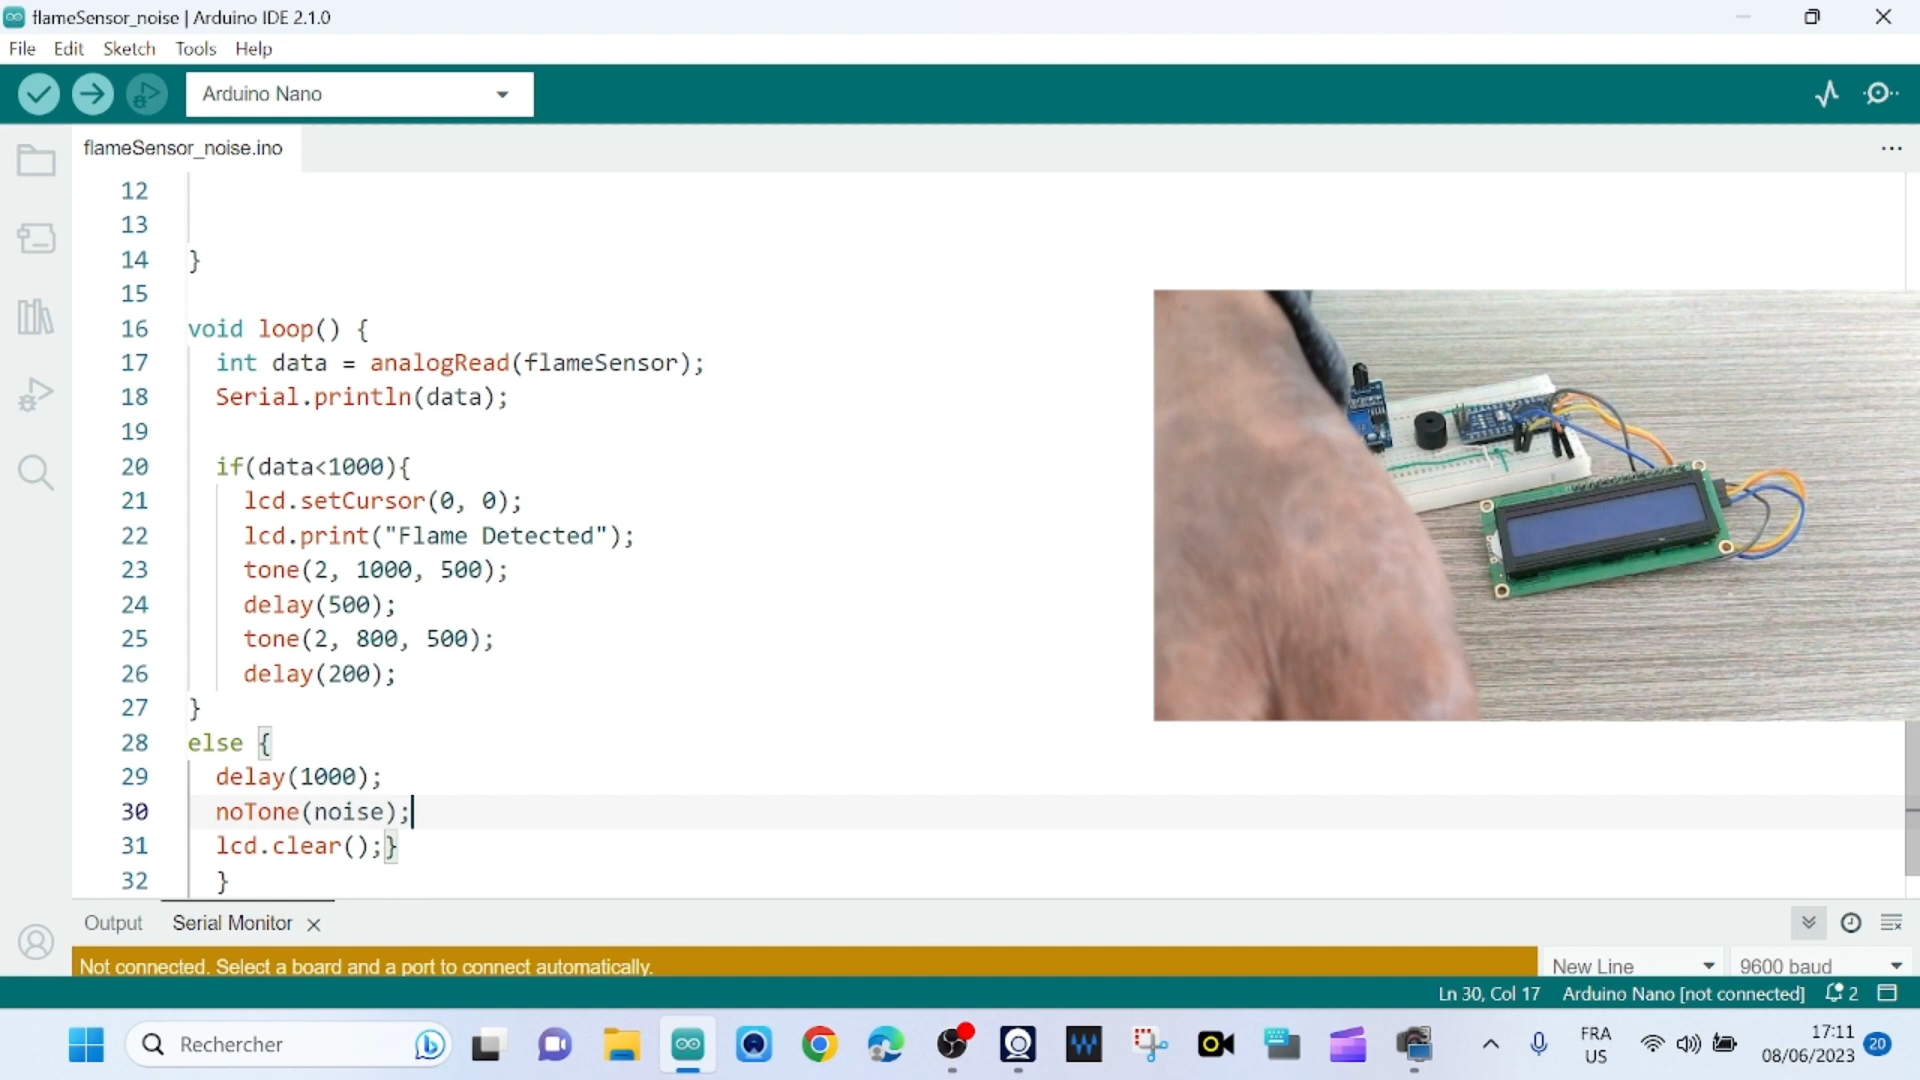 flameSensor_noise | Arduino IDE 2.1.0
File Edit Sketch Tools Help
Arduino Nano
flameSensor_noise.ino
12
13
14 }
15
16 void loop() {
17 int data = analogRead(flameSensor);
18 Serial.println(data);
19
20 if(data<1000){
21 lcd.setCursor(0, 0);
22 lcd.print("Flame Detected");
23 tone(2, 1000, 500);
24 delay(500);
25 tone(2, 800, 500);
26 delay(200);
27 }
28 else {
29 delay(1000);
30 noTone(noise);
31 lcd.clear();}
32 }
Output Serial Monitor
Not connected. Select a board and a port to connect automatically.
New Line 9600 baud
Ln 30, Col 17 Arduino Nano [not connected] 2
Rechercher
FRA
US
17:11
08/06/2023
20